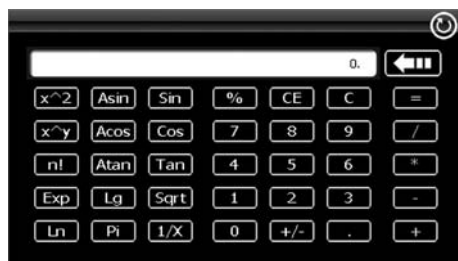 0.
x^2 Asin Sin % CE C =
x^y Acos Cos 7 8 9 /
n! Atan Tan 4 5 6 *
Exp Lg Sqrt 1 2 3 -
Ln Pi 1/X 0 +/- . +